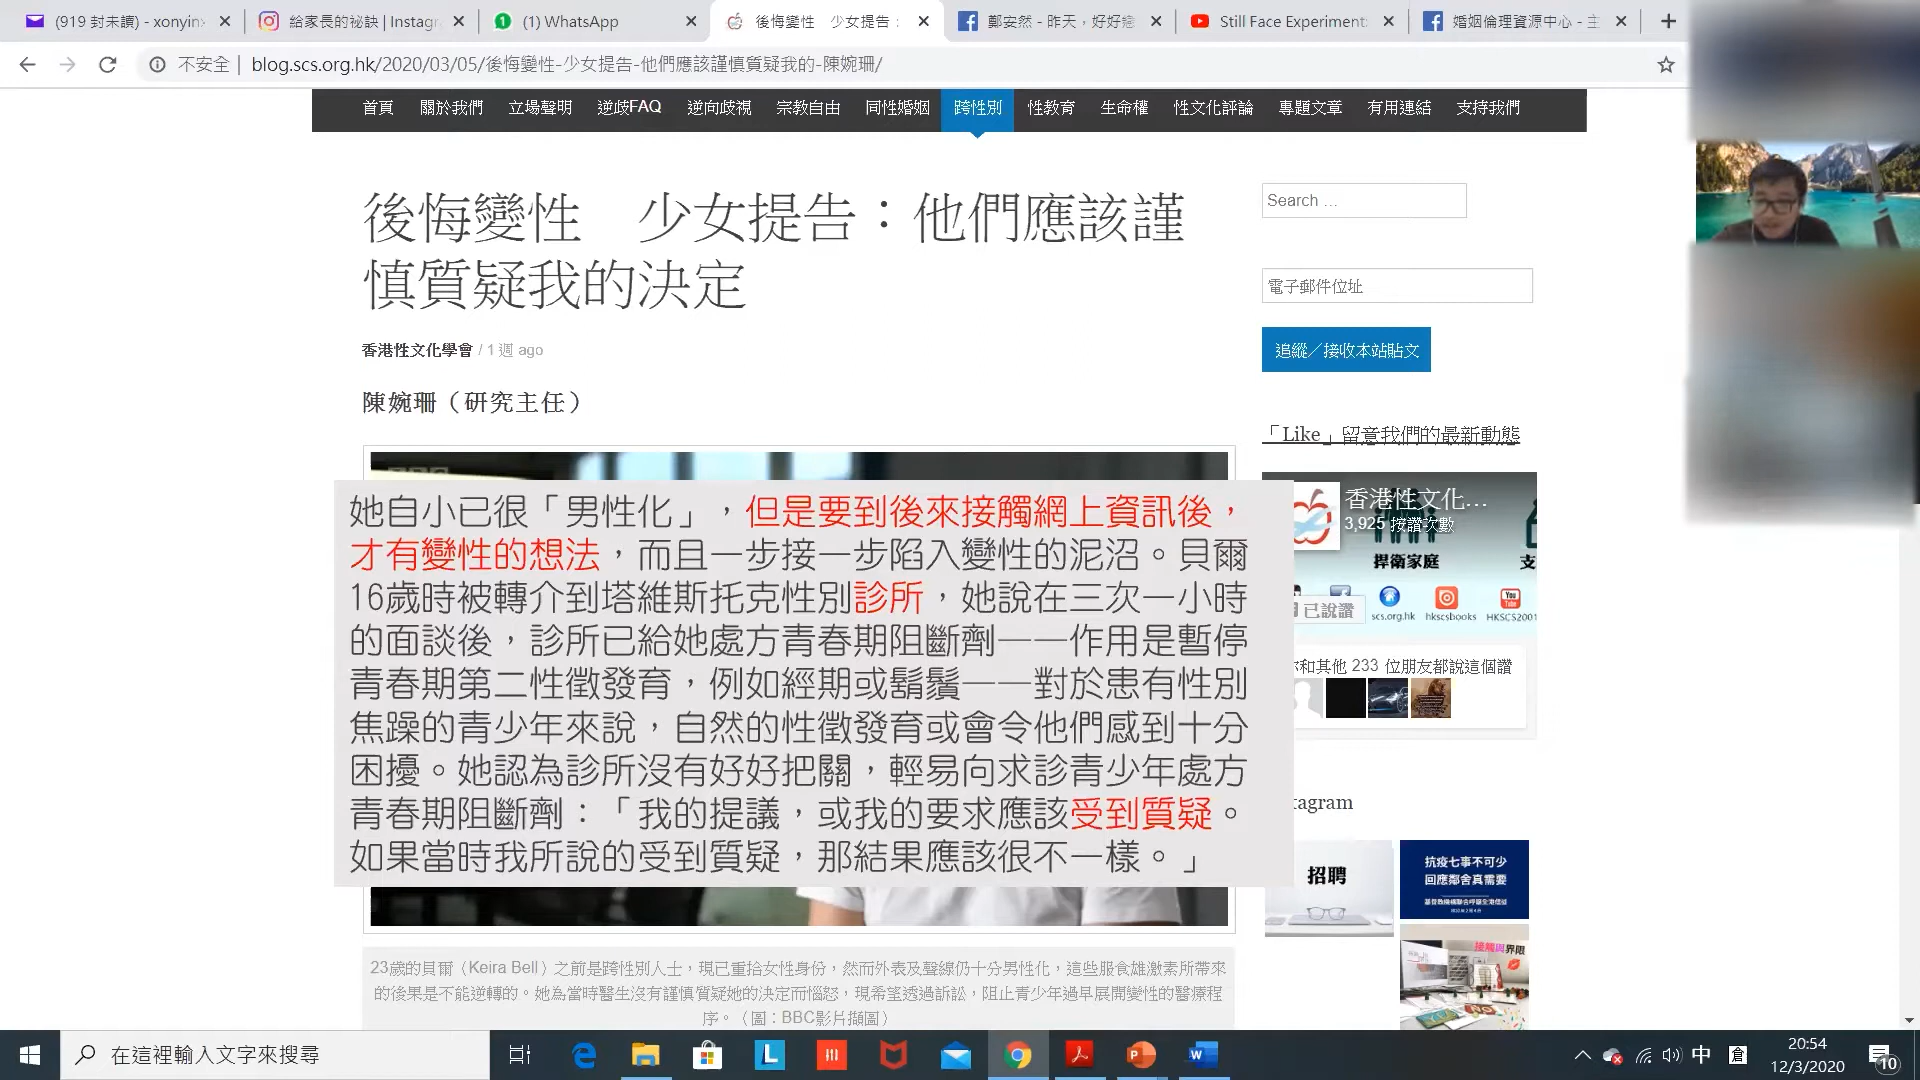 (919 封未讀) - xonyinx
給家長的祕訣 | Instagr
(1) WhatsApp
後悔變性　少女提告：
鄭安然 - 昨天，好好戀
Still Face Experiment:
婚姻倫理資源中心 - 主
不安全 | blog.scs.org.hk/2020/03/05/後悔變性-少女提告-他們應該謹慎質疑我的-陳婉珊/
首頁 關於我們 立場聲明 逆歧FAQ 逆向歧視 宗教自由 同性婚姻 跨性別 性教育 生命權 性文化評論 專題文章 有用連結 支持我們
後悔變性　少女提告：他們應該謹
慎質疑我的決定
香港性文化學會 / 1 週 ago
陳婉珊（研究主任）
她自小已很「男性化」，但是要到後來接觸網上資訊後，
才有變性的想法，而且一步接一步陷入變性的泥沼。貝爾
16歲時被轉介到塔維斯托克性別診所，她說在三次一小時
的面談後，診所已給她處方青春期阻斷劑──作用是暫停
青春期第二性徵發育，例如經期或鬍鬚──對於患有性別
焦躁的青少年來說，自然的性徵發育或會令他們感到十分
困擾。她認為診所沒有好好把關，輕易向求診青少年處方
青春期阻斷劑：「我的提議，或我的要求應該受到質疑。
如果當時我所說的受到質疑，那結果應該很不一樣。」
23歲的貝爾（Keira Bell）之前是跨性別人士，現已重拾女性身份，然而外表及聲線仍十分男性化，這些服食雄激素所帶來
的後果是不能逆轉的。她為當時醫生沒有謹慎質疑她的決定而惱怒，現希望透過訴訟，阻止青少年過早展開變性的醫療程
序。（圖：BBC影片擷圖）
Search …
電子郵件位址
追蹤／接收本站貼文
「Like」留意我們的最新動態
香港性文化...
3,925 按讚次數
捍衛家庭
支
已說讚
scs.org.hk hkscsbooks HKSCS2001
和其他 233 位朋友都說這個讚
tagram
招聘
抗疫七事不可少
回應鄰舍真需要
接觸與界限
在這裡輸入文字來搜尋
中
倉
20:54
12/3/2020
10